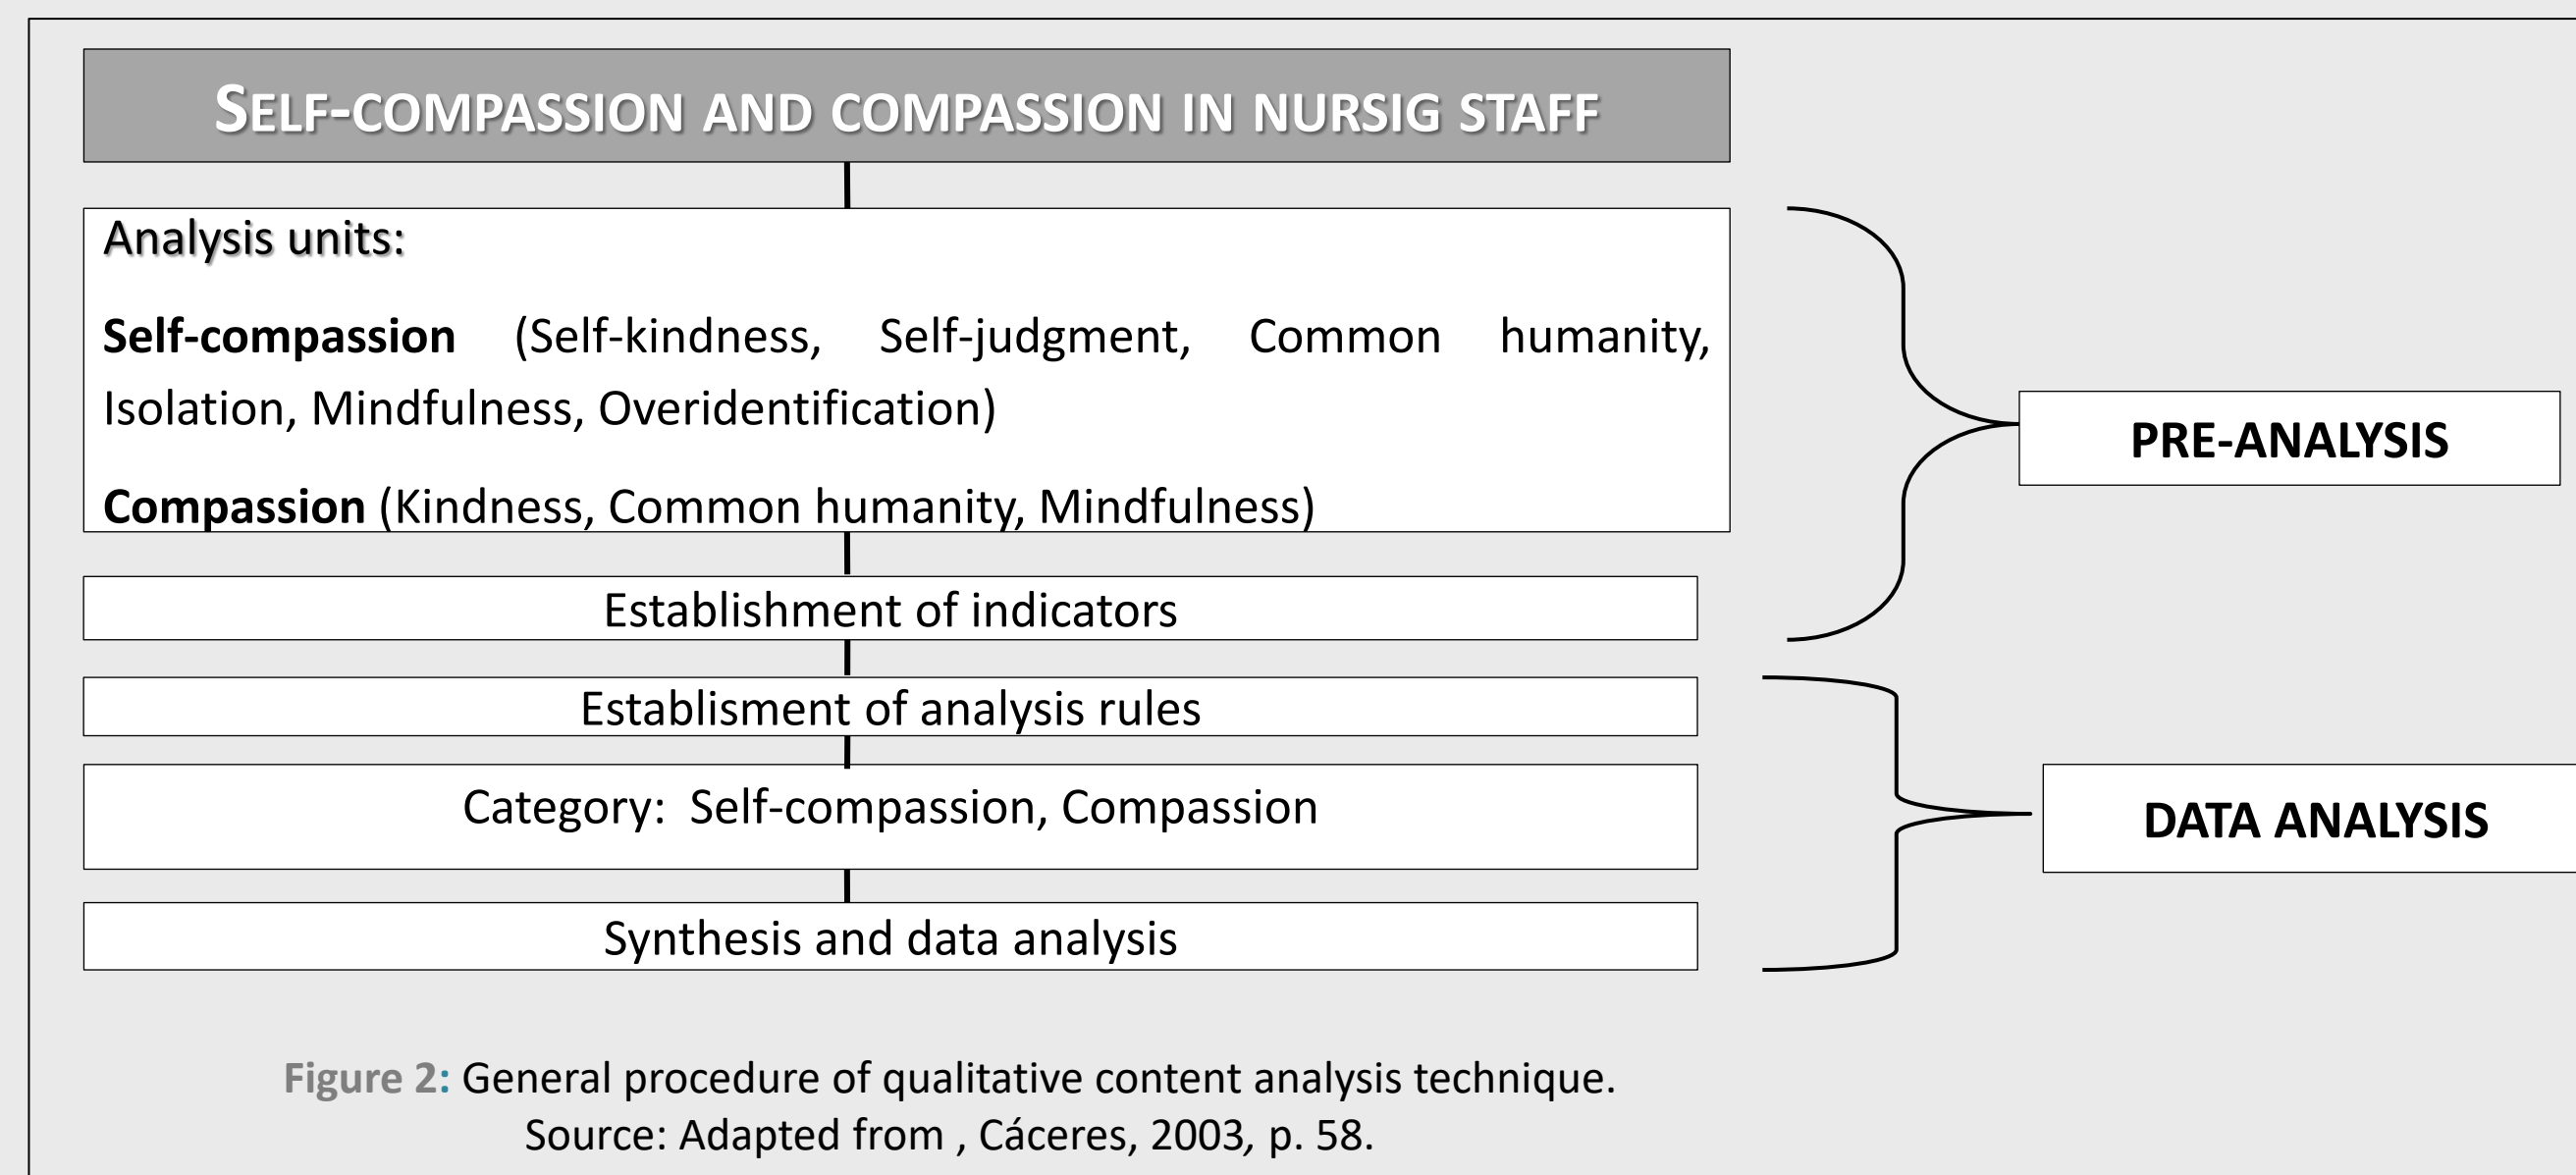 SELF-COMPASSION AND COMPASSION IN NURSIG STAFF
Analysis units:
Self-compassion (Self-kindness, Self-judgment, Common humanity,
Isolation, Mindfulness, Overidentification)
Compassion (Kindness, Common humanity, Mindfulness)
PRE-ANALYSIS
Establishment of indicators
Establisment of analysis rules
Category: Self-compassion, Compassion
DATA ANALYSIS
Synthesis and data analysis
Figure 2: General procedure of qualitative content analysis technique.
Source: Adapted from , Cáceres, 2003, p. 58.